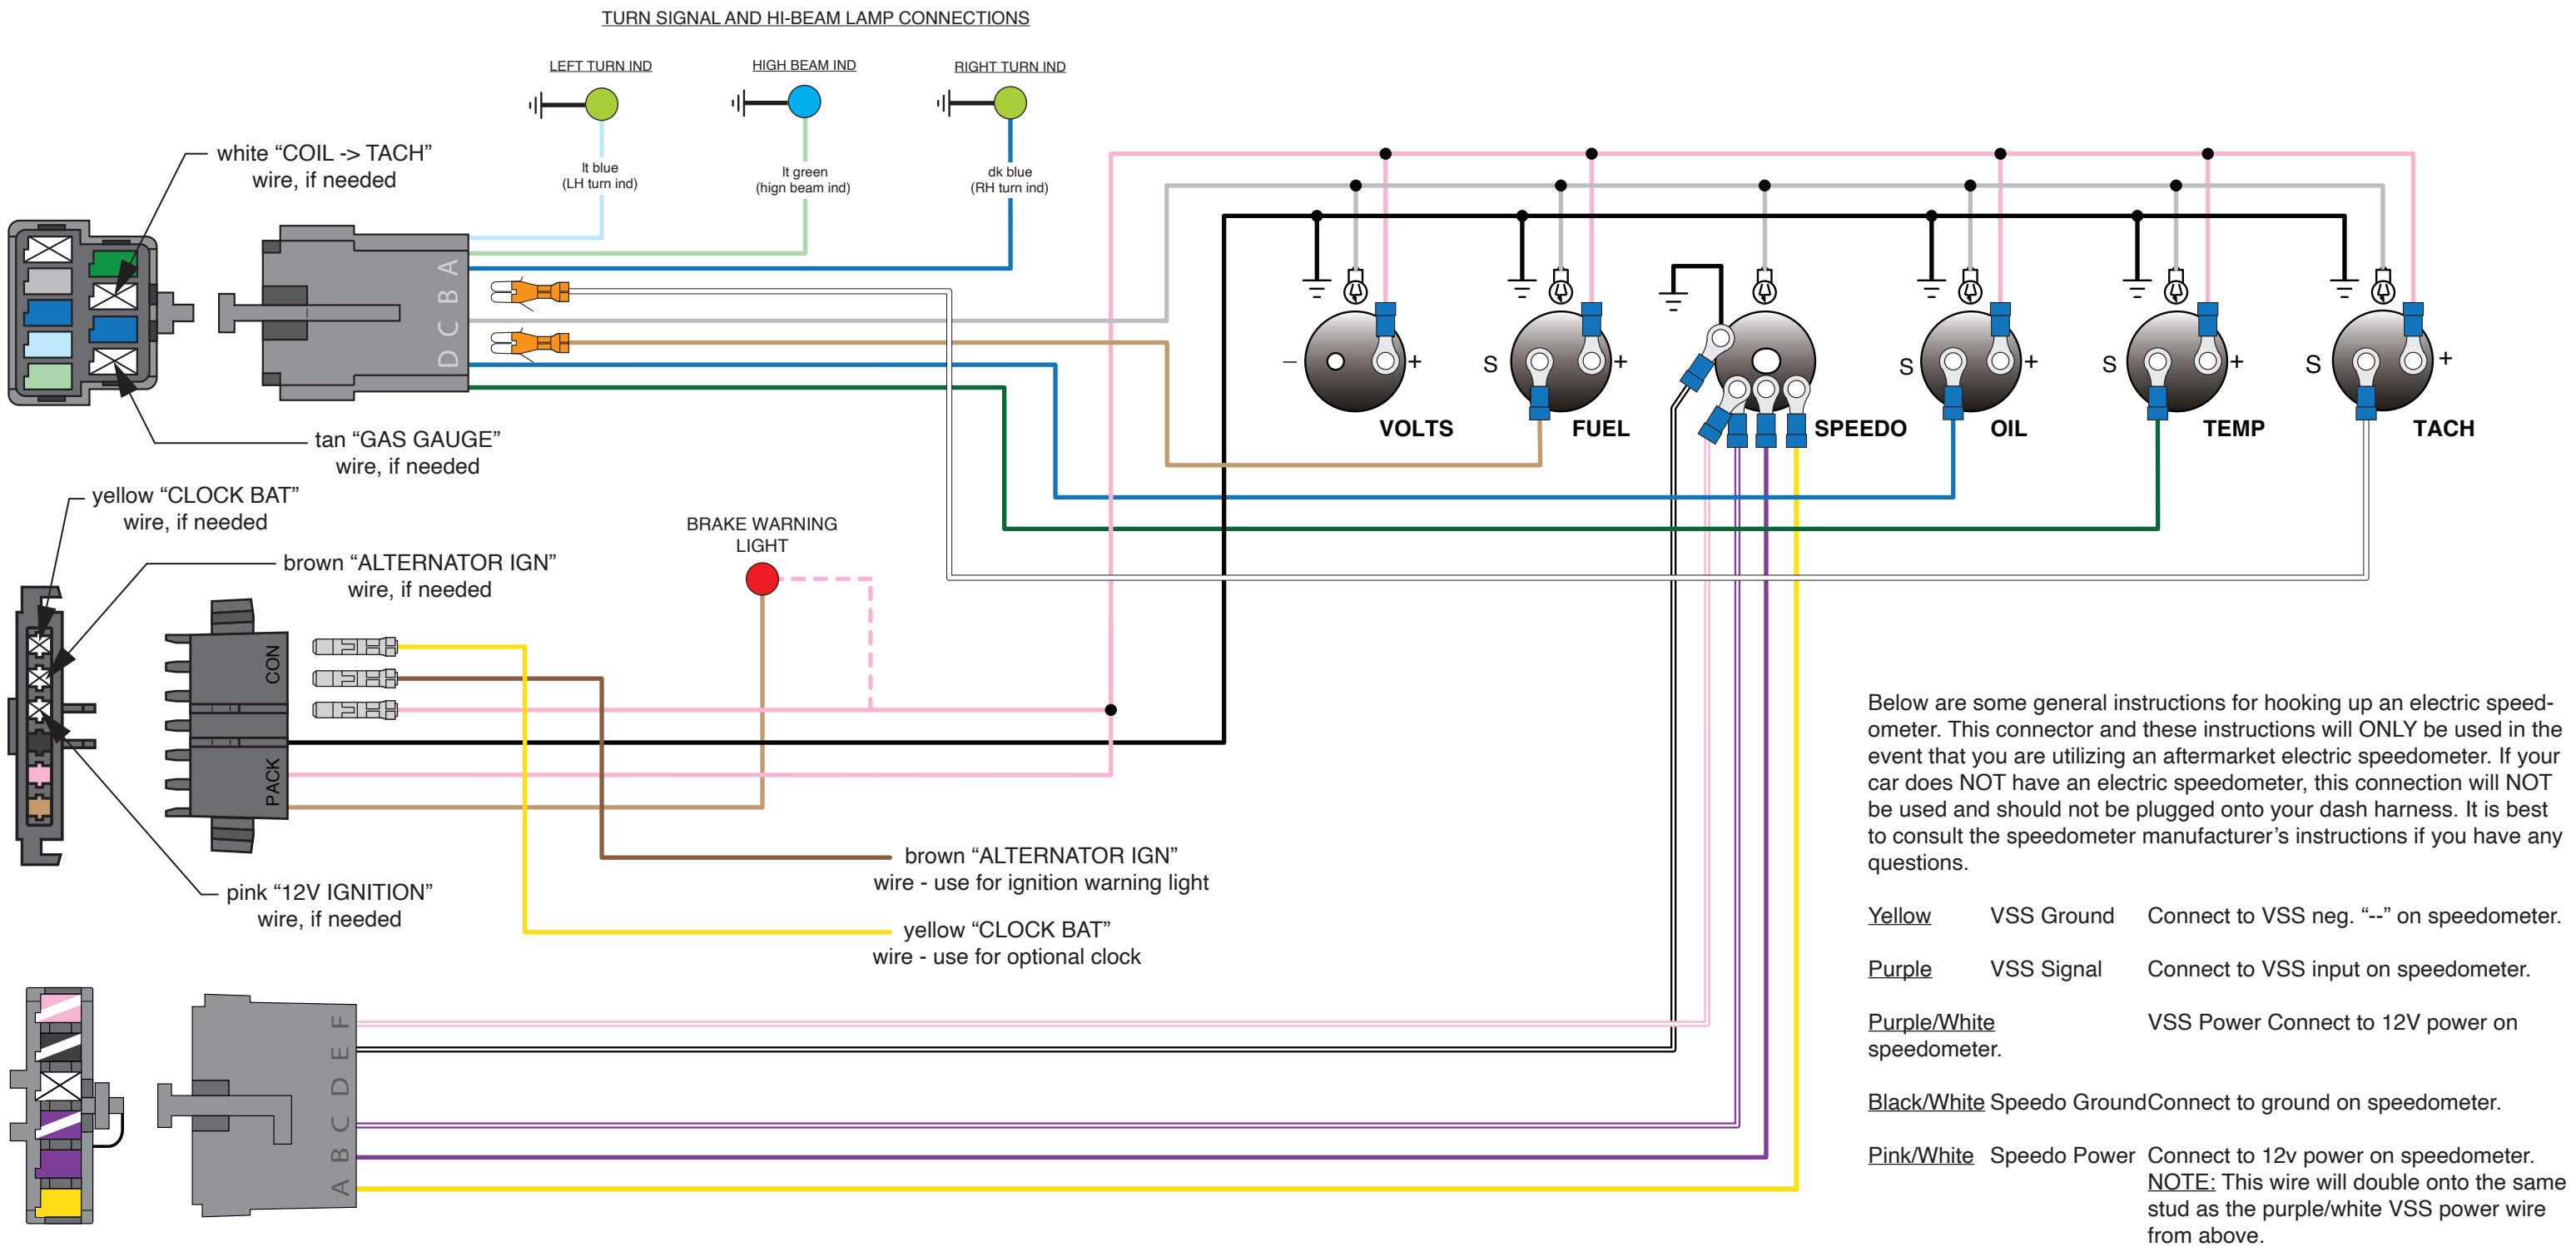 TURN SIGNAL AND HI-BEAM LAMP CONNECTIONS
LEFT TURN IND
HIGH BEAM IND
RIGHT TURN IND
lt blue
(LH turn ind)
lt green
(hign beam ind)
dk blue
(RH turn ind)
white “COIL -> TACH”
wire, if needed
A
B
C
D
tan “GAS GAUGE”
wire, if needed
–
+
VOLTS
S
+
FUEL
SPEEDO
S
+
OIL
S
+
TEMP
S
+
TACH
yellow “CLOCK BAT”
wire, if needed
brown “ALTERNATOR IGN”
wire, if needed
BRAKE WARNING
LIGHT
CON
PACK
pink “12V IGNITION”
wire, if needed
brown “ALTERNATOR IGN”
wire - use for ignition warning light
yellow “CLOCK BAT”
wire - use for optional clock
F
E
D
C
B
A
Below are some general instructions for hooking up an electric speed-
ometer. This connector and these instructions will ONLY be used in the
event that you are utilizing an aftermarket electric speedometer. If your
car does NOT have an electric speedometer, this connection will NOT
be used and should not be plugged onto your dash harness. It is best
to consult the speedometer manufacturer’s instructions if you have any
questions.
Yellow VSS Ground Connect to VSS neg. “--” on speedometer.
Purple VSS Signal Connect to VSS input on speedometer.
Purple/White VSS Power Connect to 12V power on
speedometer.
Black/White Speedo Ground Connect to ground on speedometer.
Pink/White Speedo Power Connect to 12v power on speedometer.
NOTE: This wire will double onto the same
stud as the purple/white VSS power wire
from above.